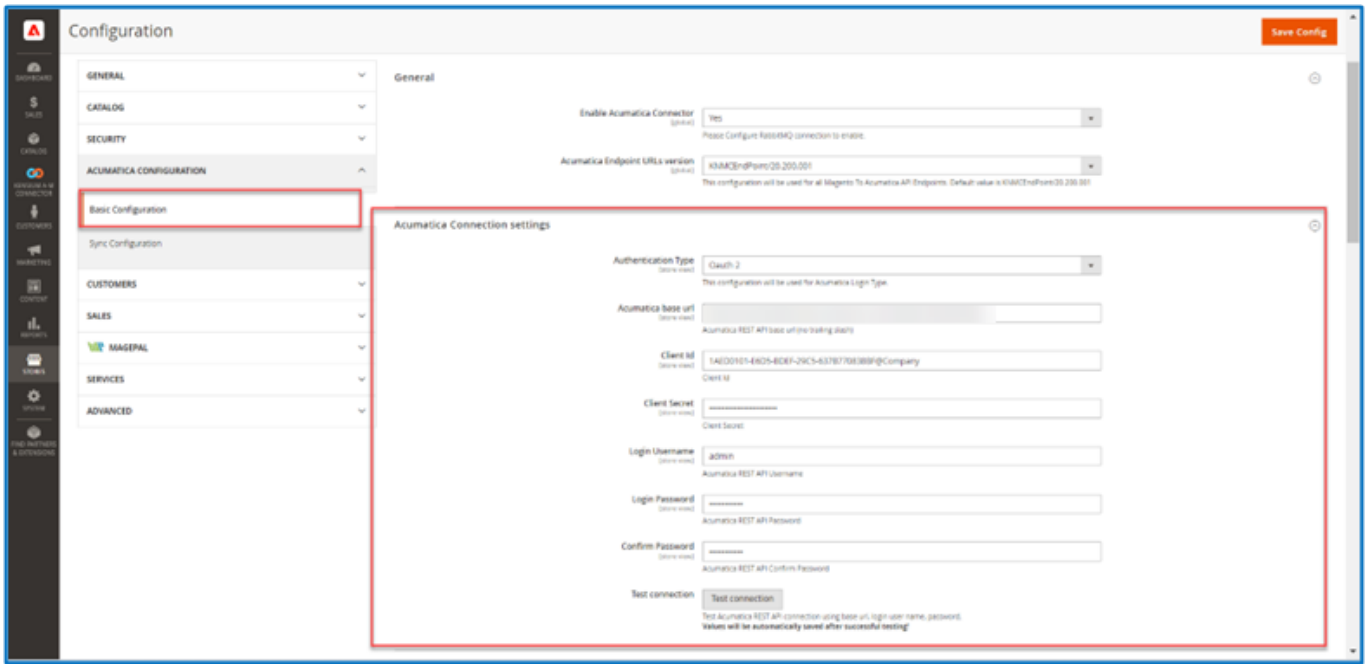 Configuration
Save Config
DASHBOARD
SALES
CATALOG
CONNECTOR
CUSTOMERS
MARKETING
CONTENT
REPORTS
STORES
SYSTEM
FIND PARTNERS
& EXTENSIONS
GENERAL
CATALOG
SECURITY
ACUMATICA CONFIGURATION
Basic Configuration
Sync Configuration
CUSTOMERS
SALES
MAGEPAL
SERVICES
ADVANCED
General
Enable Acumatica Connector
[global]
Yes
Please Configure RabbitMQ connection to enable.
Acumatica Endpoint URLs version
[global]
KNMCEndPoint/20.200.001
This configuration will be used for all Magento To Acumatica API Endpoints. Default value is KNMCEndPoint/20.200.001
Acumatica Connection settings
Authentication Type
[store view]
Oauth-2
This configuration will be used for Acumatica Login Type.
Acumatica base url
[store view]
Acumatica REST API base url (no trailing slash)
Client Id
[store view]
@Company
Client Id
Client Secret
[store view]
Client Secret
Login Username
[store view]
admin
Acumatica REST API Username
Login Password
[store view]
Acumatica REST API Password
Confirm Password
[store view]
Acumatica REST API Confirm Password
Test connection
Test connection
Test Acumatica REST API connection using base url, login user name, password.
Values will be automatically saved after successful testing!